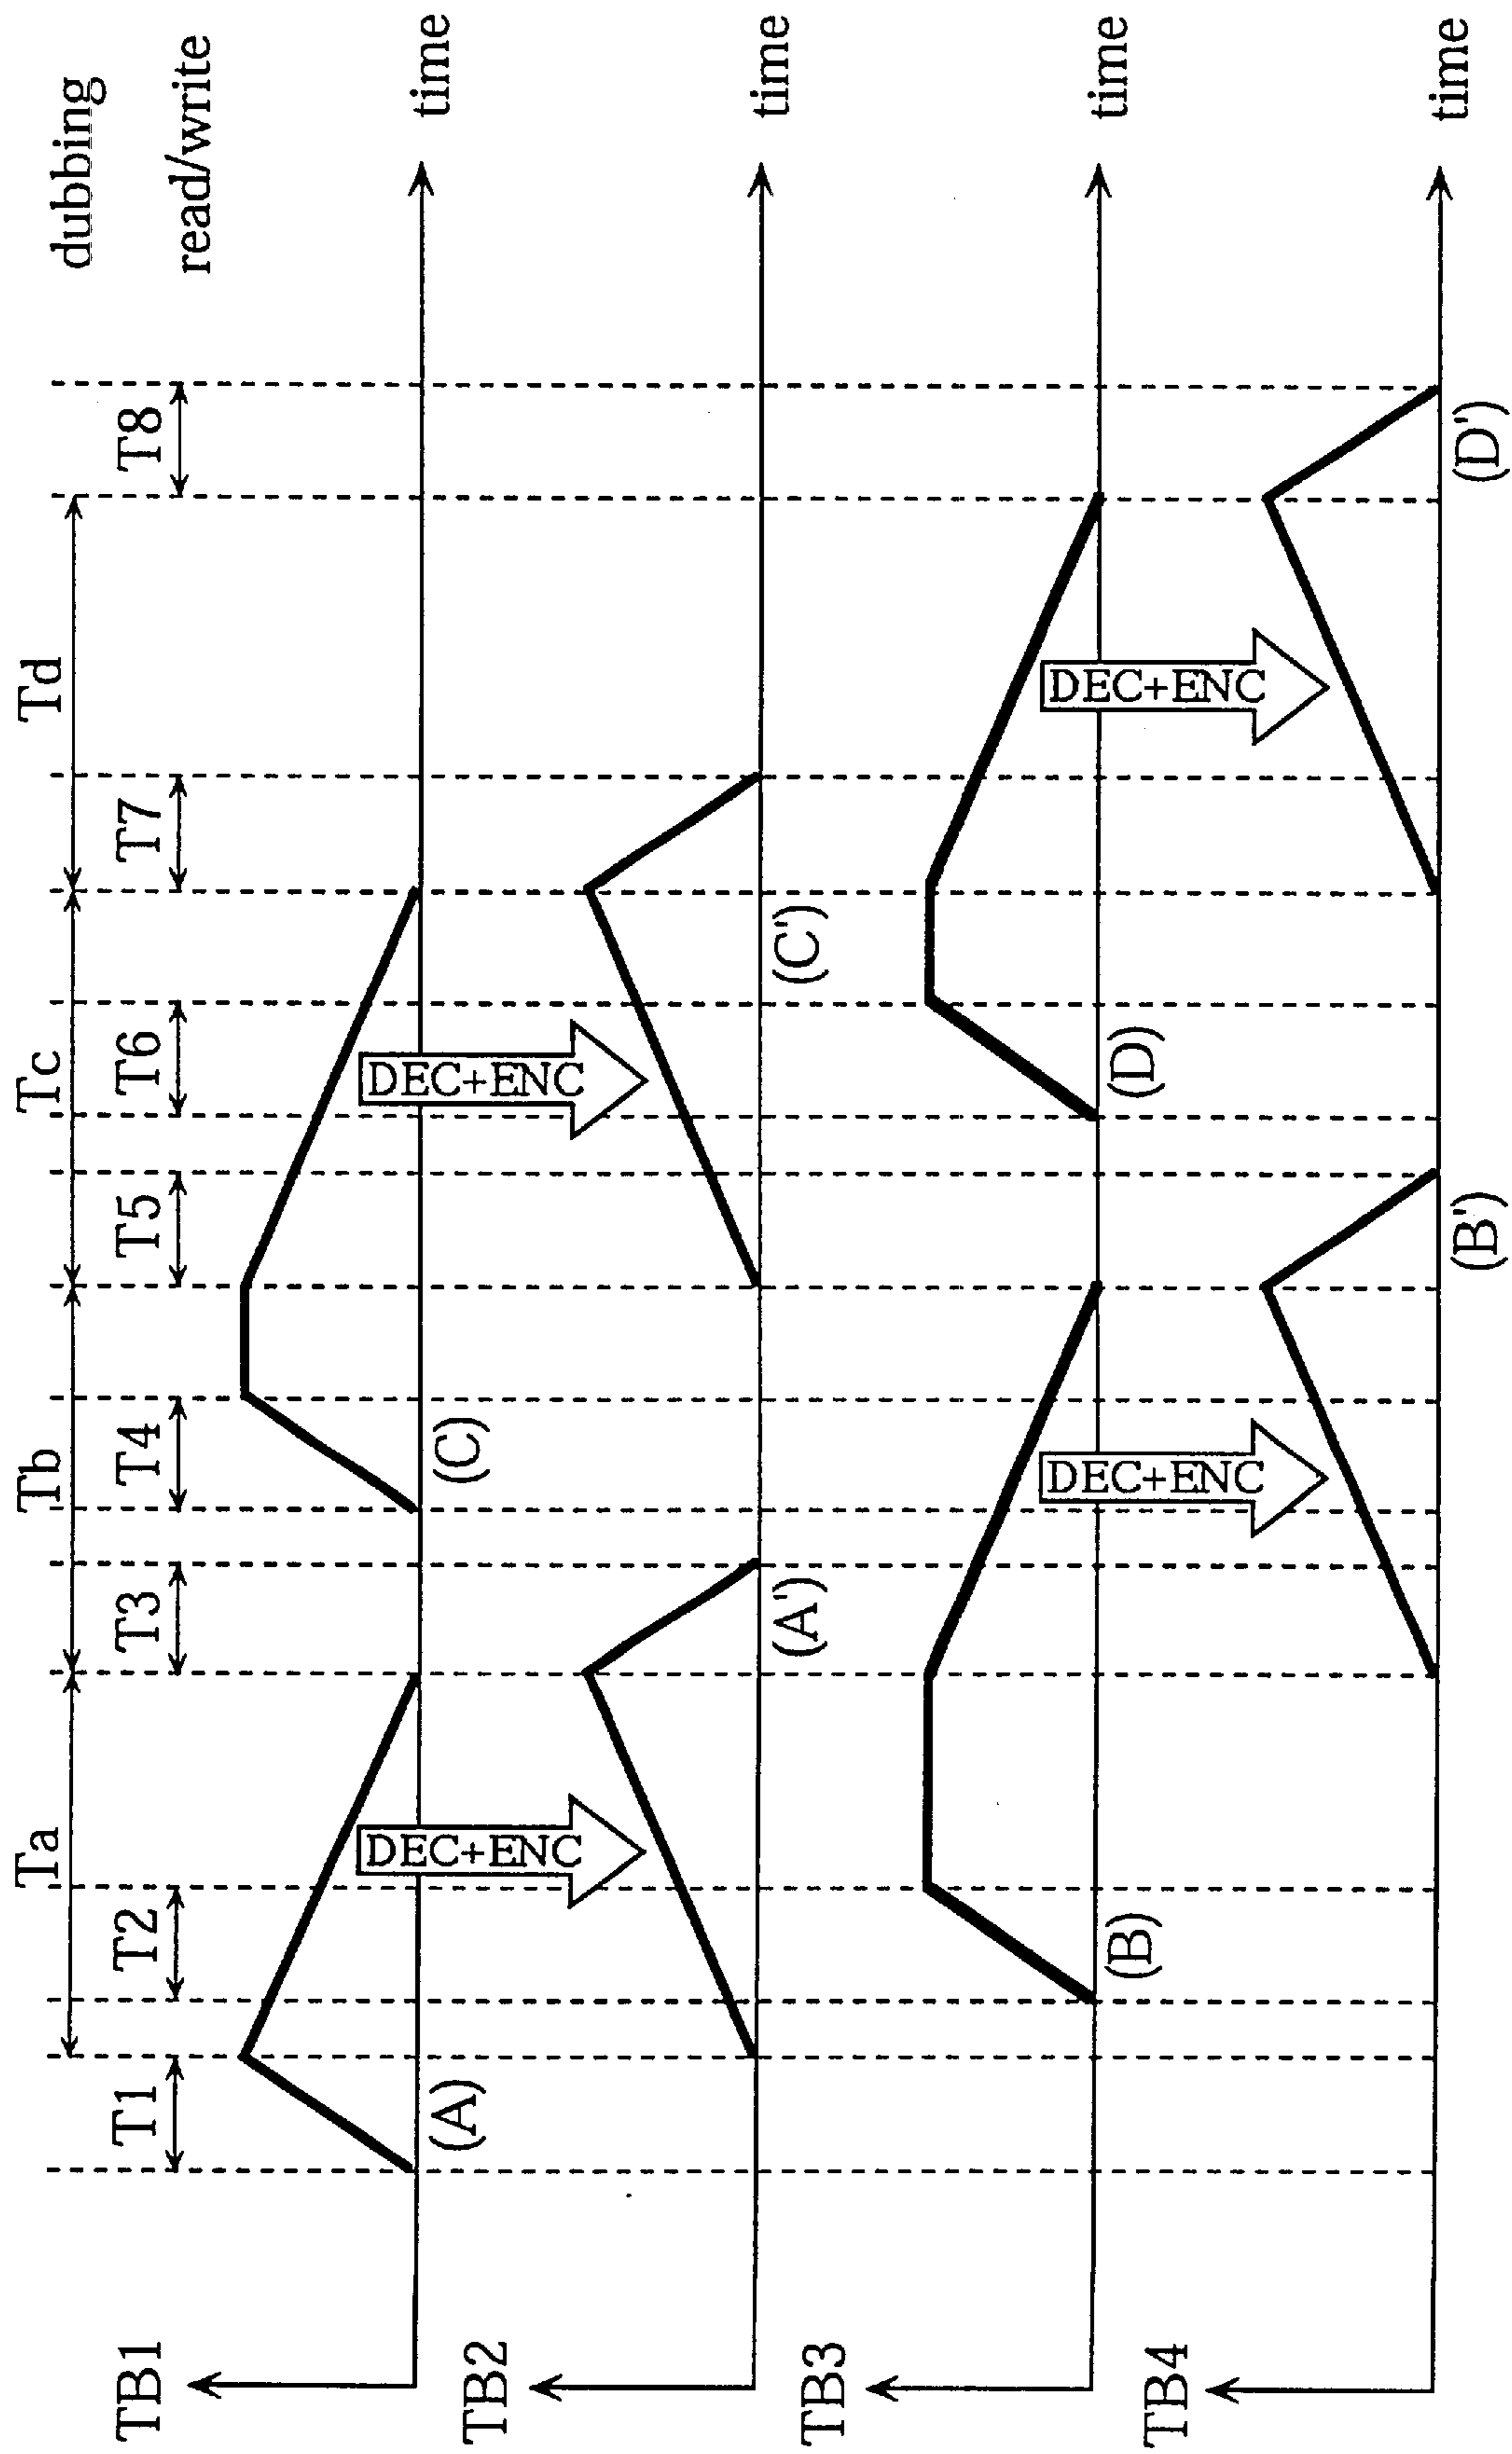 Ta Tb Tc Td dubbing
T1 T2 T3 T4 T5 T6 T7 T8 read/write
TB1
(A)
(C)
time
DEC+ENC
DEC+ENC
TB2
(A')
(C')
time
TB3
(B)
(D)
time
DEC+ENC
DEC+ENC
TB4
(B')
(D')
time